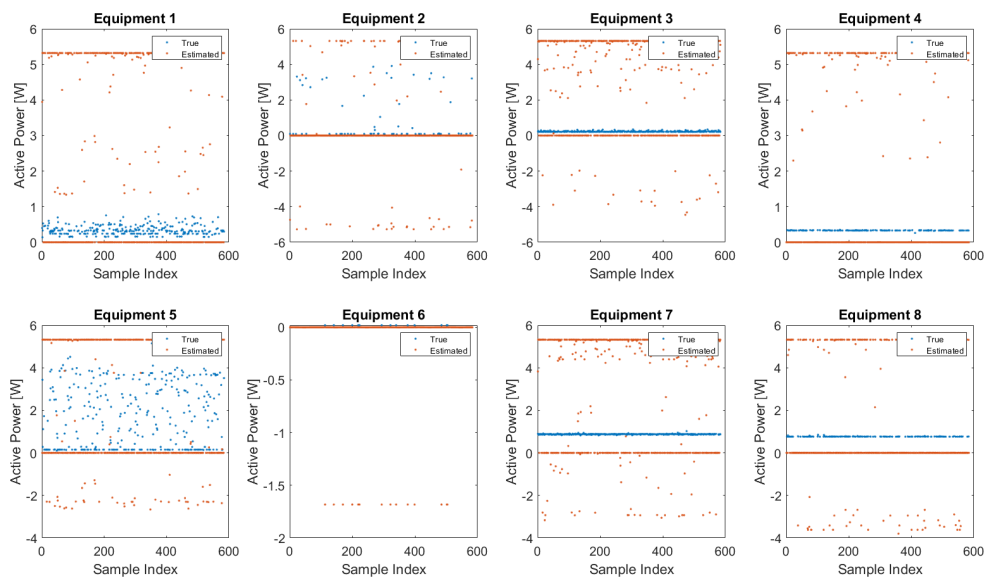 Equipment 1
Equipment 2
Equipment 3
Equipment 4
6
5
4
3
2
1
0
Active Power [W]
True
Estimated
0
200
400
600
Sample Index
6
4
2
0
-2
-4
-6
Active Power [W]
True
Estimated
0
200
400
600
Sample Index
6
4
2
0
-2
-4
-6
Active Power [W]
True
Estimated
0
200
400
600
Sample Index
6
5
4
3
2
1
0
Active Power [W]
True
Estimated
0
200
400
600
Sample Index
Equipment 5
Equipment 6
Equipment 7
Equipment 8
6
4
2
0
-2
-4
Active Power [W]
True
Estimated
0
200
400
600
Sample Index
0
-0.5
-1
-1.5
-2
Active Power [W]
True
Estimated
0
200
400
600
Sample Index
6
4
2
0
-2
-4
Active Power [W]
True
Estimated
0
200
400
600
Sample Index
6
4
2
0
-2
-4
Active Power [W]
True
Estimated
0
200
400
600
Sample Index